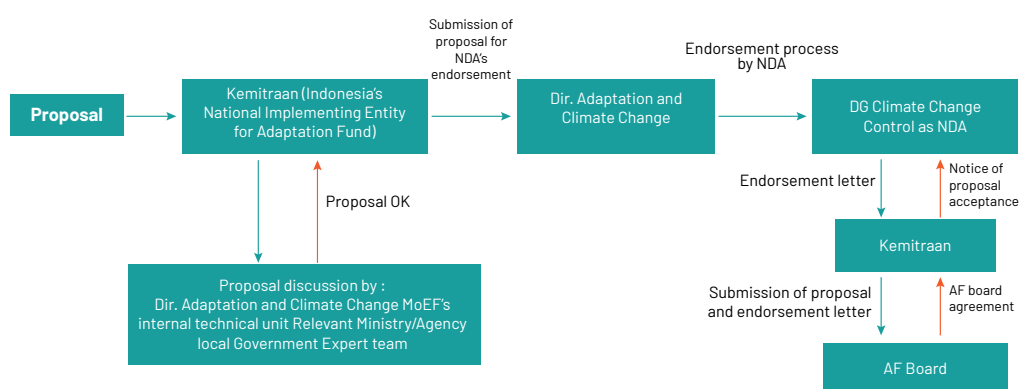 Submission of
proposal for
NDA's
endorsement
Endorsement process
by NDA
Proposal
Kemitraan (Indonesia's
National Implementing Entity
for Adaptation Fund)
Dir. Adaptation and
Climate Change
DG Climate Change
Control as NDA
Proposal OK
Endorsement letter
Notice of
proposal
acceptance
Kemitraan
Proposal discussion by :
Dir. Adaptation and Climate Change MoEF's
internal technical unit Relevant Ministry/Agency
local Government Expert team
Submission of proposal
and endorsement letter
AF board
agreement
AF Board